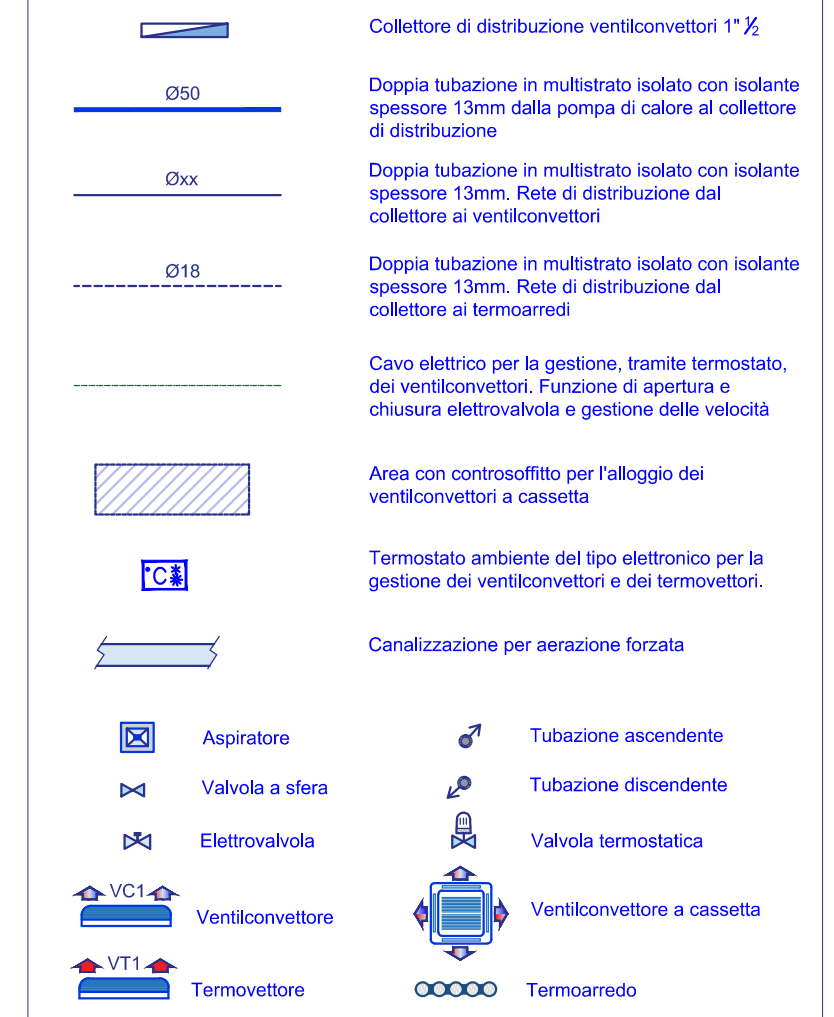 Collettore di distribuzione ventilconvettori 1" ½
Ø50
Doppia tubazione in multistrato isolato con isolante
spessore 13mm dalla pompa di calore al collettore
di distribuzione
Øxx
Doppia tubazione in multistrato isolato con isolante
spessore 13mm. Rete di distribuzione dal
collettore ai ventilconvettori
Ø18
Doppia tubazione in multistrato isolato con isolante
spessore 13mm. Rete di distribuzione dal
collettore ai termoarredi
Cavo elettrico per la gestione, tramite termostato,
dei ventilconvettori. Funzione di apertura e
chiusura elettrovalvola e gestione delle velocità
Area con controsoffitto per l'alloggio dei
ventilconvettori a cassetta
°C
Termostato ambiente del tipo elettronico per la
gestione dei ventilconvettori e dei termovettori.
Canalizzazione per aerazione forzata
Aspiratore
Tubazione ascendente
Valvola a sfera
Tubazione discendente
Elettrovalvola
Valvola termostatica
VC1
Ventilconvettore
Ventilconvettore a cassetta
VT1
Termovettore
Termoarredo